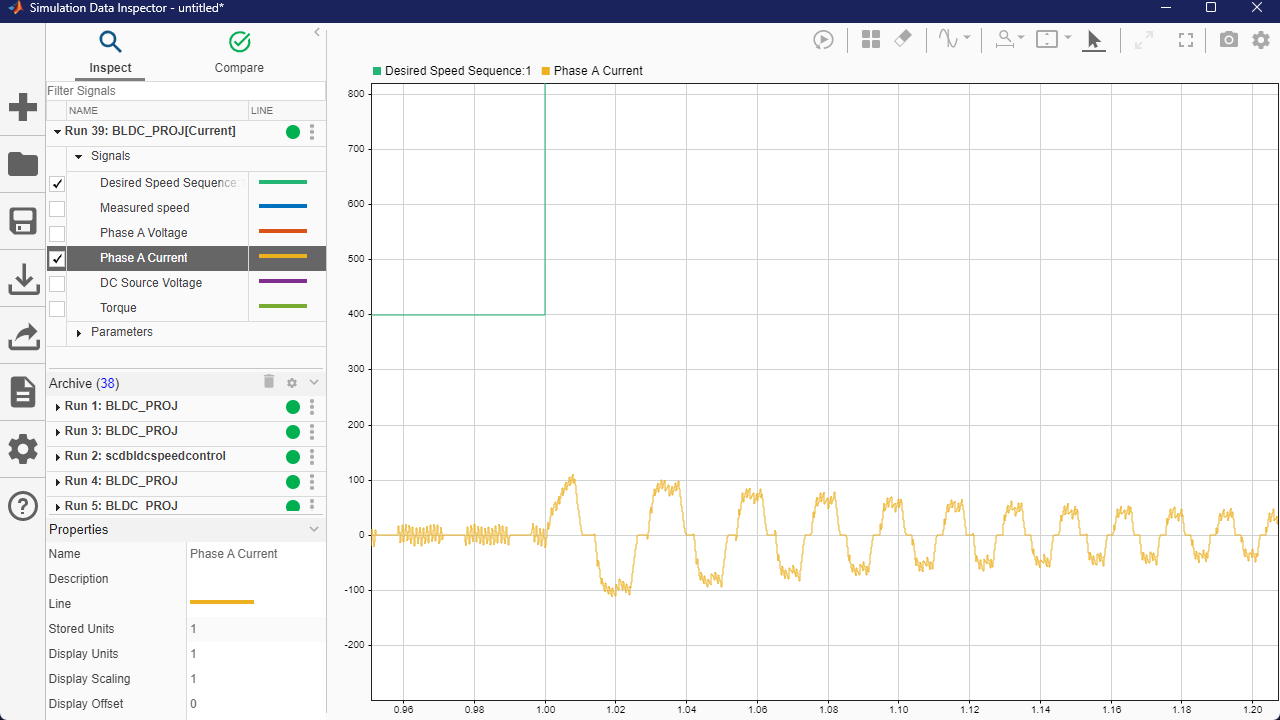 Simulation Data Inspector - untitled*
Inspect
Compare
Filter Signals
NAME LINE
Run 39: BLDC_PROJ[Current]
Signals
Desired Speed Sequence:
Measured speed
Phase A Voltage
Phase A Current
DC Source Voltage
Torque
Parameters
Archive (38)
Run 1: BLDC_PROJ
Run 3: BLDC_PROJ
Run 2: scdbldcspeedcontrol
Run 4: BLDC_PROJ
Run 5: BLDC_PROJ
Properties
Name Phase A Current
Description
Line
Stored Units 1
Display Units 1
Display Scaling 1
Display Offset 0
Desired Speed Sequence:1 Phase A Current
800
700
600
500
400
300
200
100
0
-100
-200
0.96 0.98 1.00 1.02 1.04 1.06 1.08 1.10 1.12 1.14 1.16 1.18 1.20